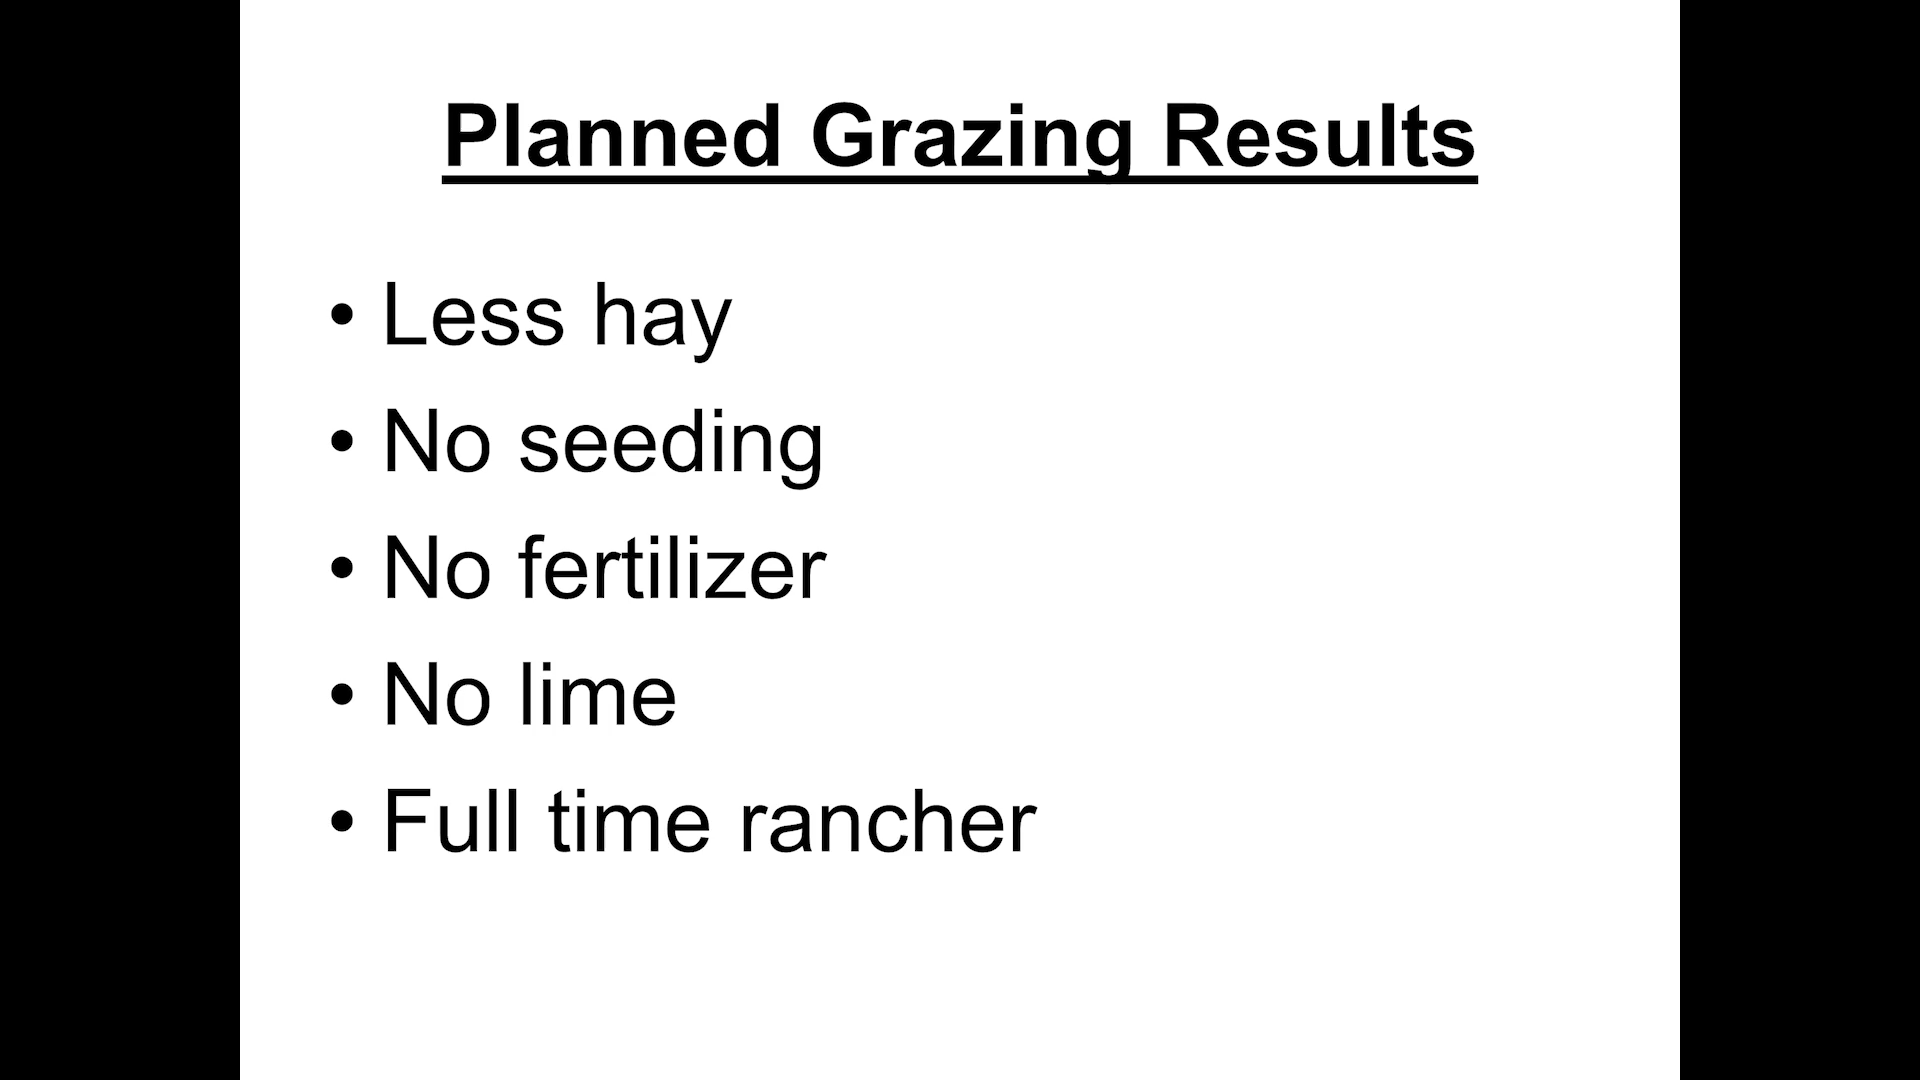 Planned Grazing Results
• Less hay
• No seeding
• No fertilizer
• No lime
• Full time rancher